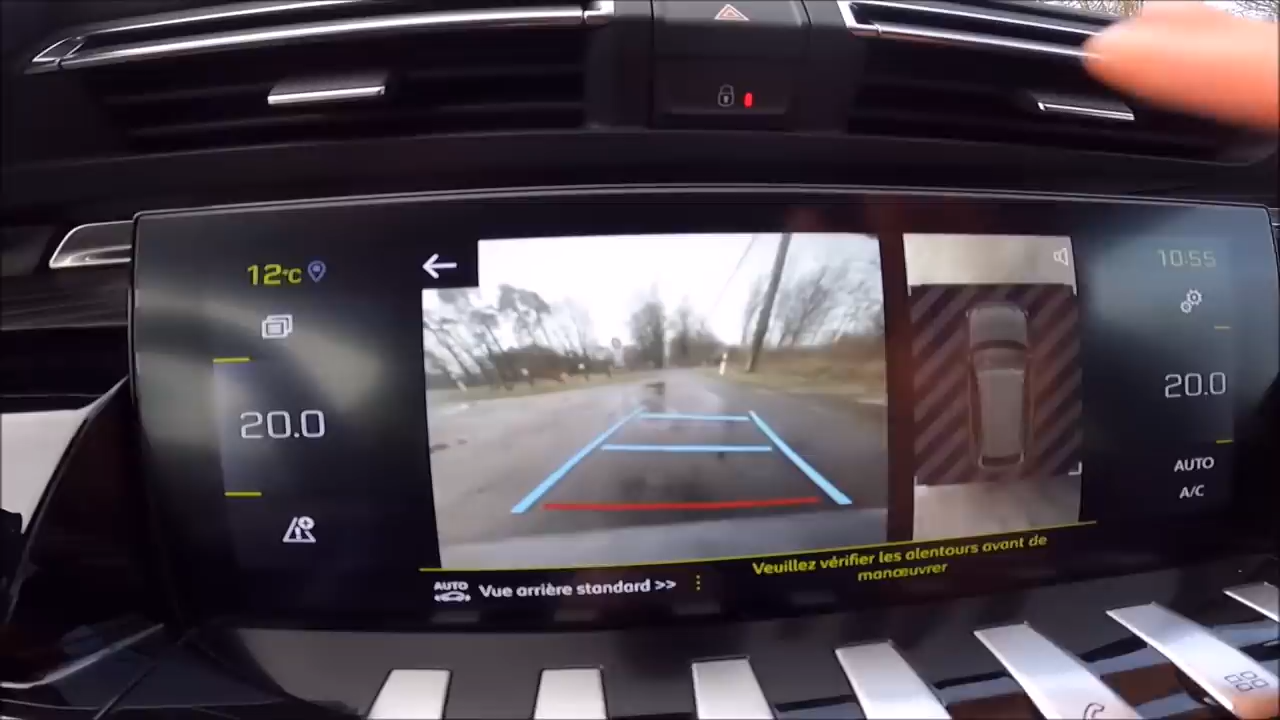 12°C
10:55
20.0
20.0
AUTO
A/C
Veuillez vérifier les alentours avant de
manœuvrer
AUTO
Vue arrière standard >>